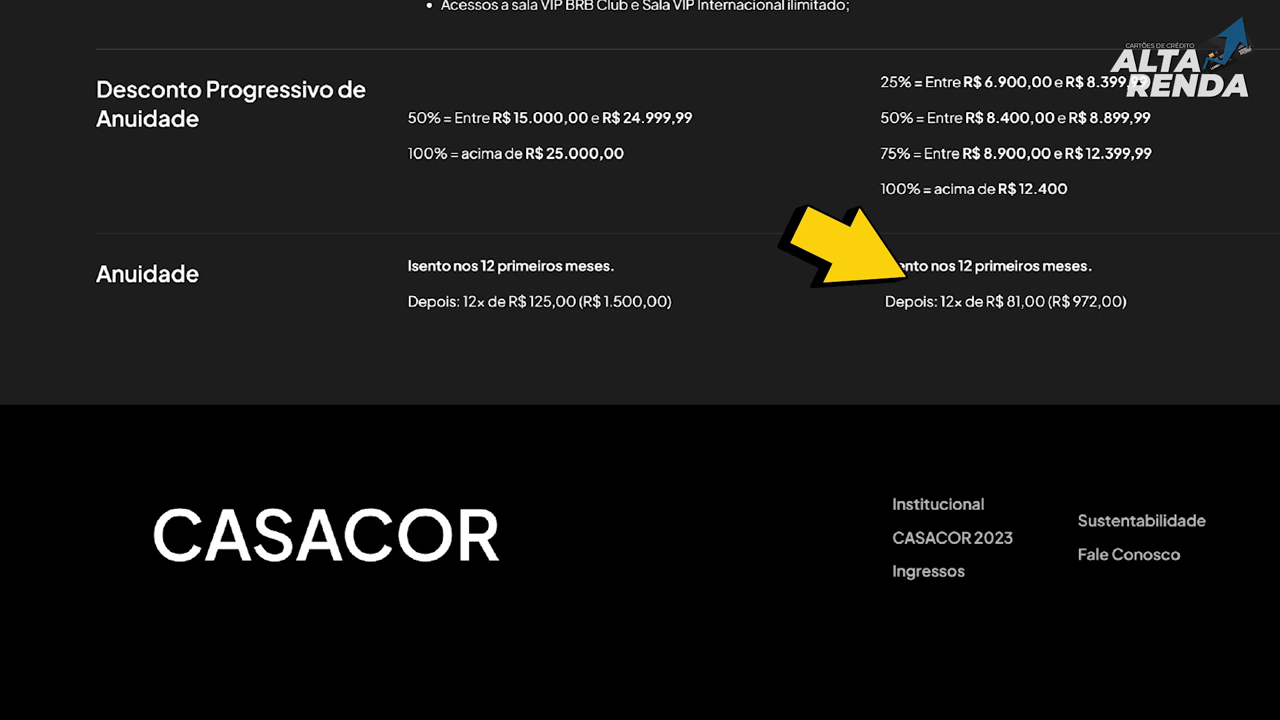 Acessos a sala VIP BRB Club e Sala VIP Internacional ilimitado;
CARTÕES DE CRÉDITO
ALTA
RENDA
Desconto Progressivo de
Anuidade
50% = Entre R$ 15.000,00 e R$ 24.999,99
100% = acima de R$ 25.000,00
25% = Entre R$ 6.900,00 e R$ 8.399,99
50% = Entre R$ 8.400,00 e R$ 8.899,99
75% = Entre R$ 8.900,00 e R$ 12.399,99
100% = acima de R$ 12.400
Anuidade
Isento nos 12 primeiros meses.
Depois: 12x de R$ 125,00 (R$ 1.500,00)
nos 12 primeiros meses.
Depois: 12x de R$ 81,00 (R$ 972,00)
CASACOR
Institucional
CASACOR 2023
Ingressos
Sustentabilidade
Fale Conosco